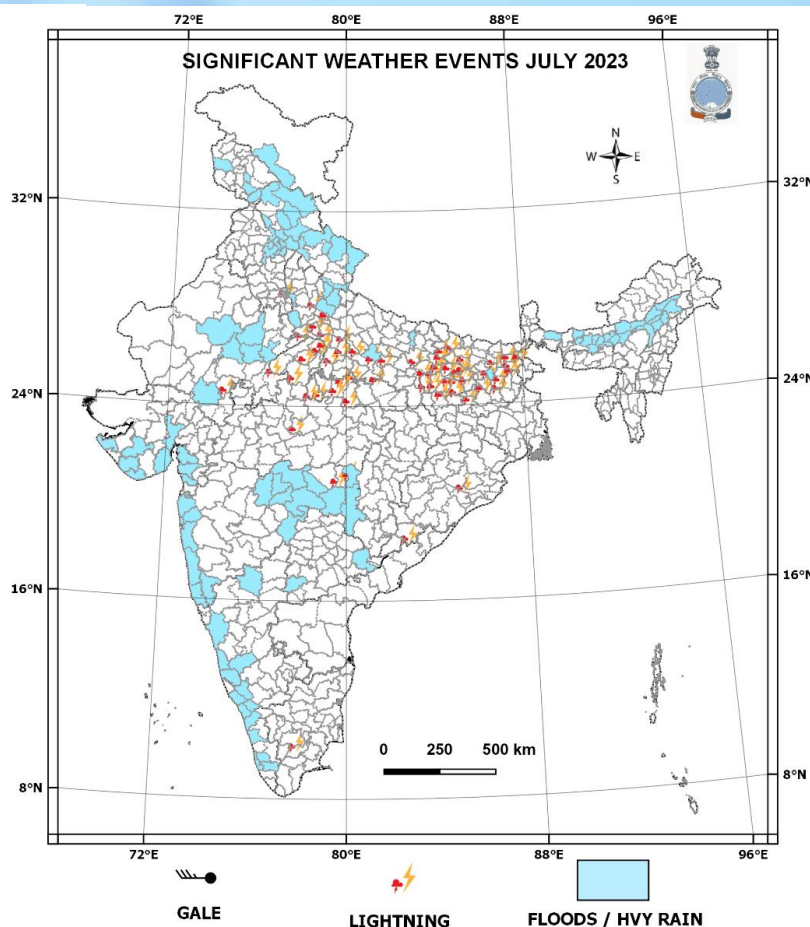 72°E 80°E 88°E 96°E
SIGNIFICANT WEATHER EVENTS JULY 2023
N
W E
S
32°N 32°N
24°N 24°N
16°N 16°N
0 250 500 km
8°N 8°N
72°E 80°E 88°E 96°E
GALE LIGHTNING FLOODS / HVY RAIN